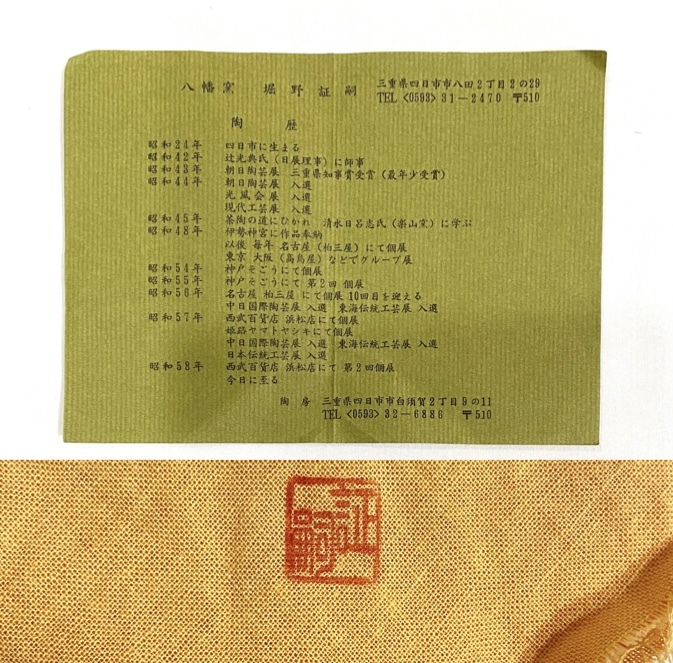 八幡窯 堀野証嗣 三重県四日市市八田2丁目2の29
TEL <0593> 31-2470 〒510
陶歴
昭和24年 四日市に生まる
昭和42年 辻光典氏(日展理事)に師事
昭和43年 朝日陶芸展 三重県知事賞受賞(最年少受賞)
昭和44年 朝日陶芸展 入選
光風会展 入選
現代工芸展 入選
昭和45年 茶陶の道にひかれ 清水日呂志氏(楽山窯)に学ぶ
昭和48年 伊勢神宮に作品奉納
以後 毎年 名古屋(柏三屋)にて個展
東京 大阪(高島屋)などでグループ展
昭和54年 神戸そごうにて個展
昭和55年 神戸そごうにて 第2回 個展
昭和56年 名古屋 柏三屋 にて個展 10回目を迎える
中日国際陶芸展 入選 東海伝統工芸展 入選
昭和57年 西武百貨店 浜松店にて個展
姫路ヤマトヤシキにて個展
中日国際陶芸展 入選 東海伝統工芸展 入選
日本伝統工芸展 入選
昭和58年 西武百貨店 浜松店にて 第2回個展
今日に至る
陶房 三重県四日市市白須賀2丁目9の11
TEL <0593> 32-6886 〒510
証嗣